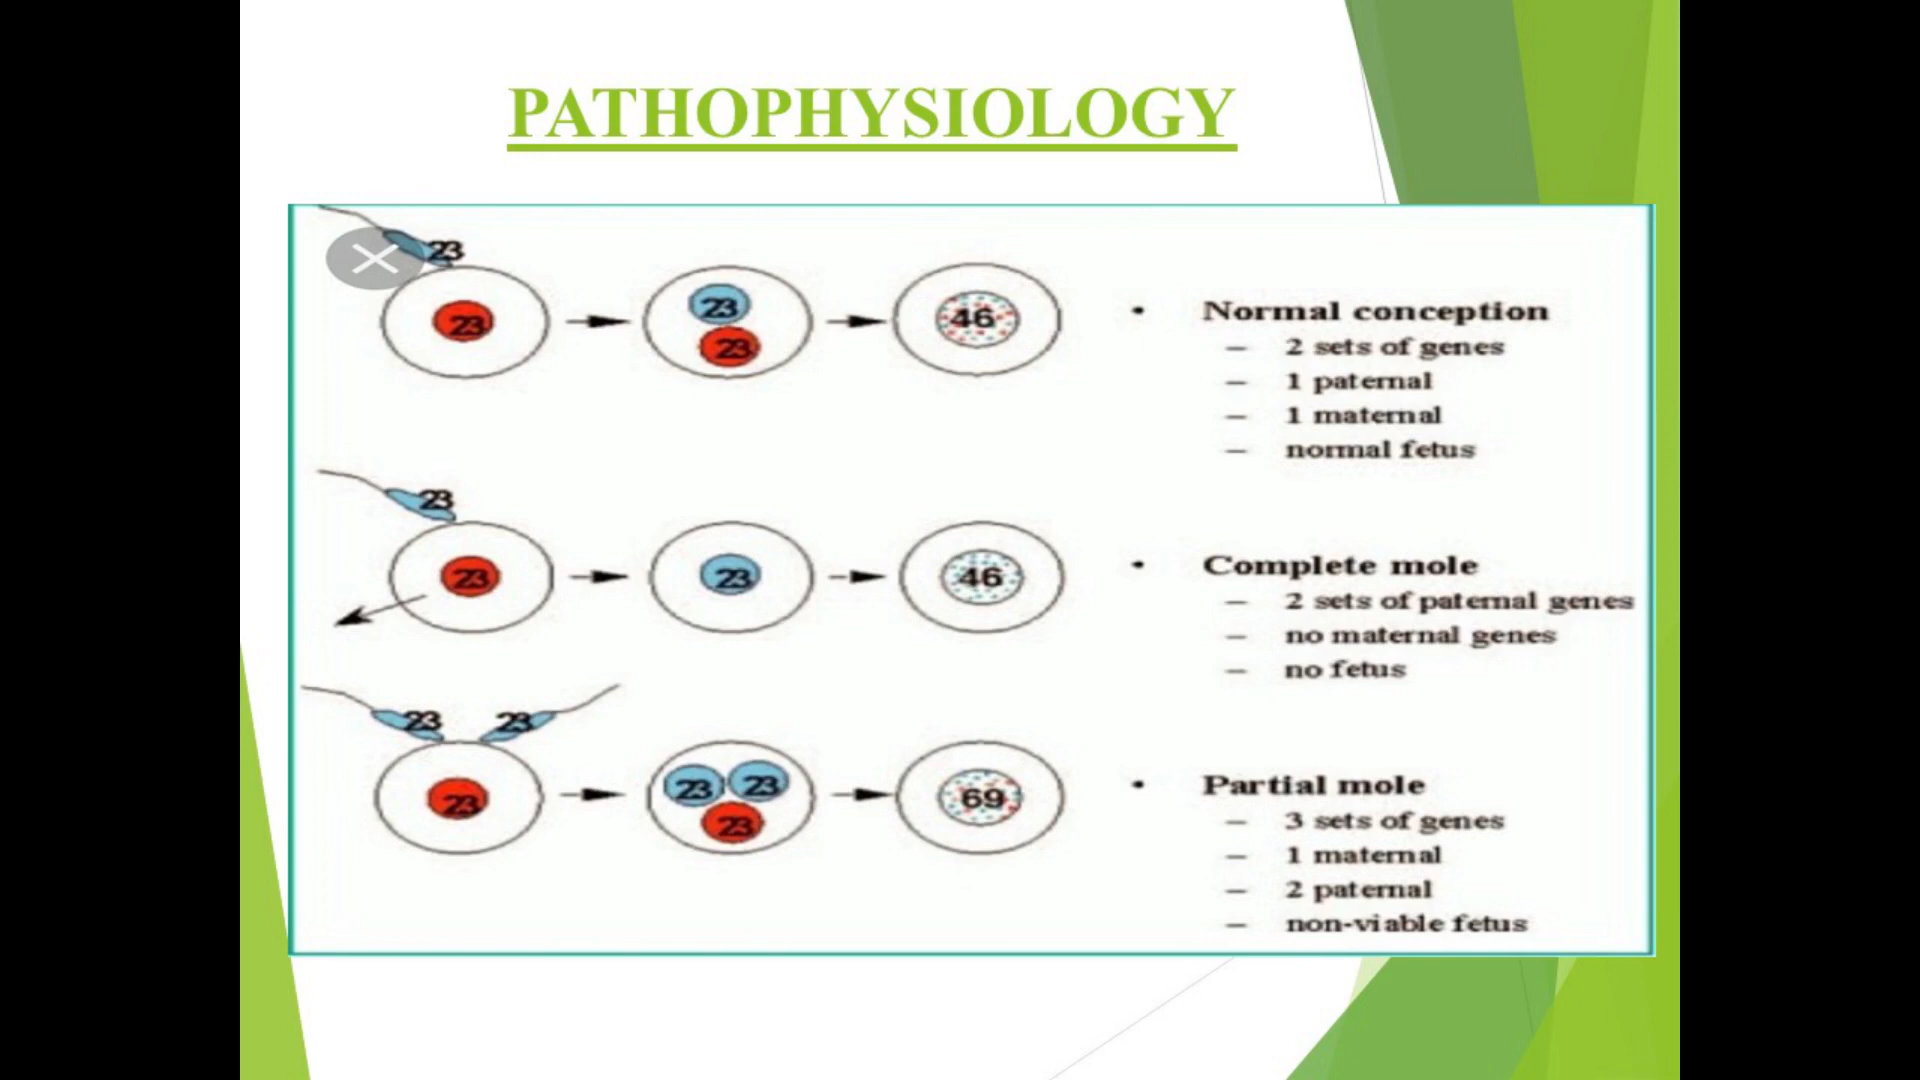 PATHOPHYSIOLOGY
23
23
23
23
46
• Normal conception
– 2 sets of genes
– 1 paternal
– 1 maternal
– normal fetus
23
23
23
46
• Complete mole
– 2 sets of paternal genes
– no maternal genes
– no fetus
23 23
23
23 23
23
69
• Partial mole
– 3 sets of genes
– 1 maternal
– 2 paternal
– non-viable fetus